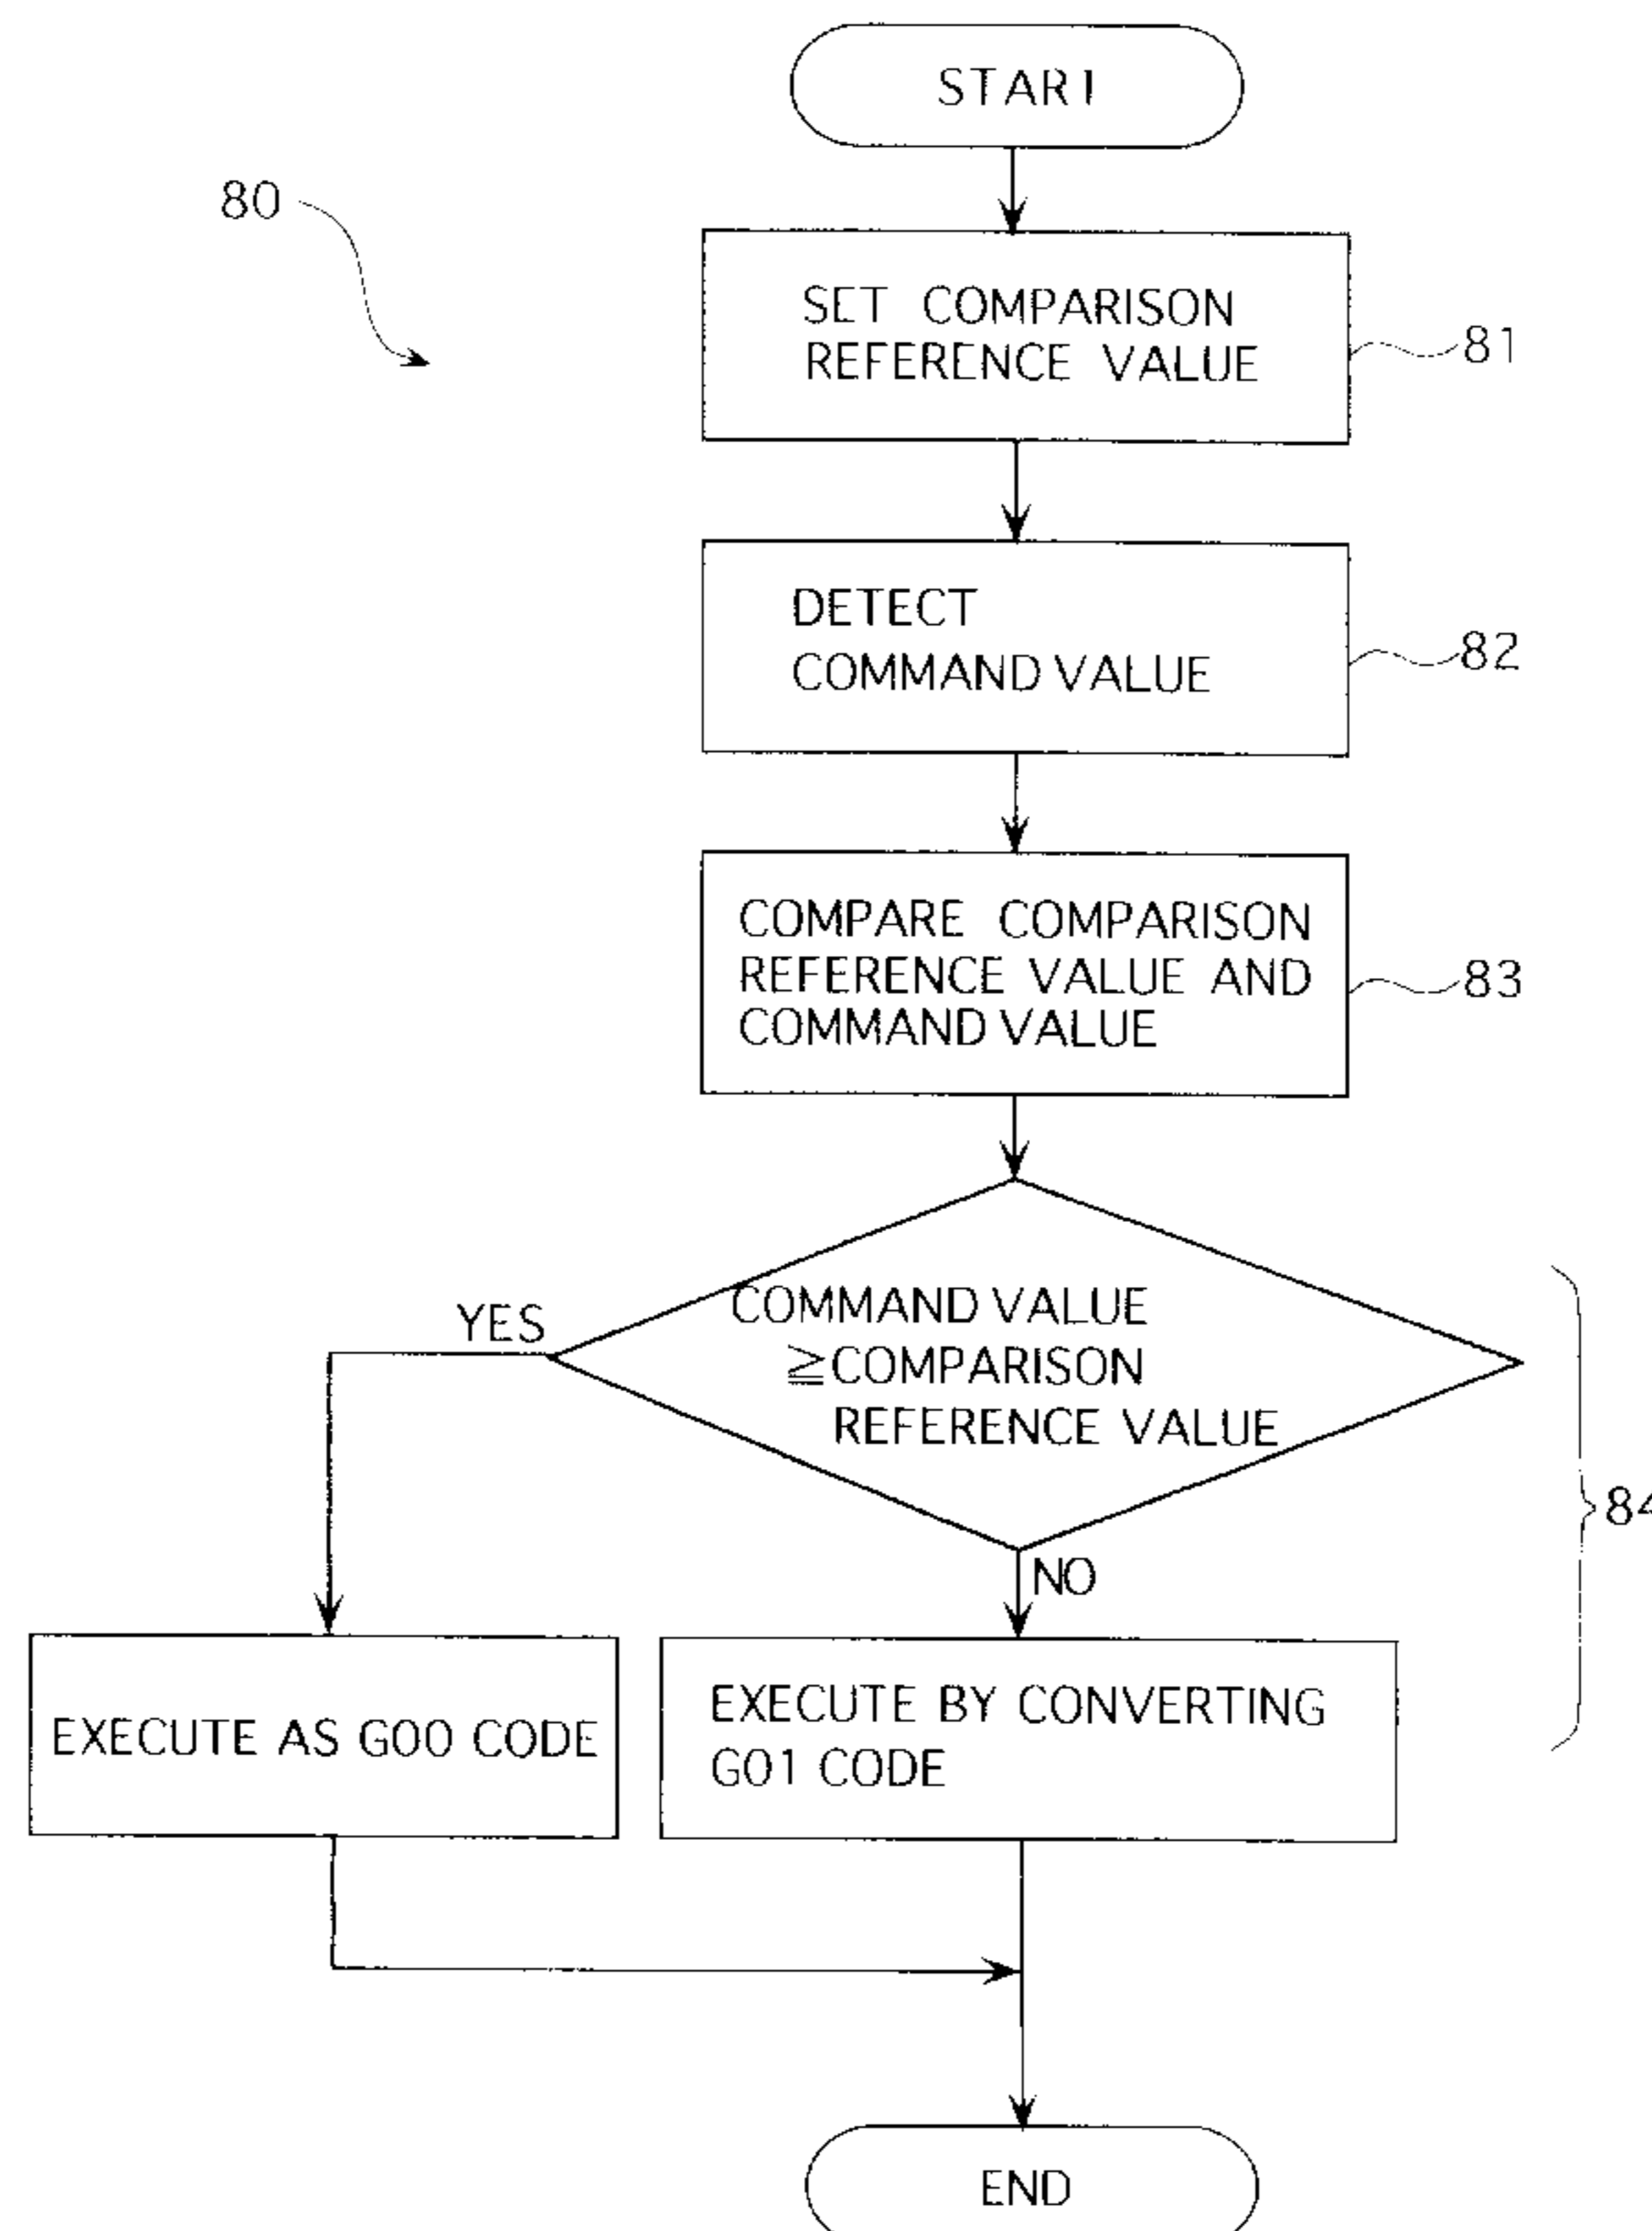 START
80
SET COMPARISON
REFERENCE VALUE
81
DETECT
COMMAND VALUE
82
COMPARE COMPARISON
REFERENCE VALUE AND
COMMAND VALUE
83
COMMAND VALUE
≧COMPARISON
REFERENCE VALUE
YES
NO
84
EXECUTE AS G00 CODE
EXECUTE BY CONVERTING
G01 CODE
END